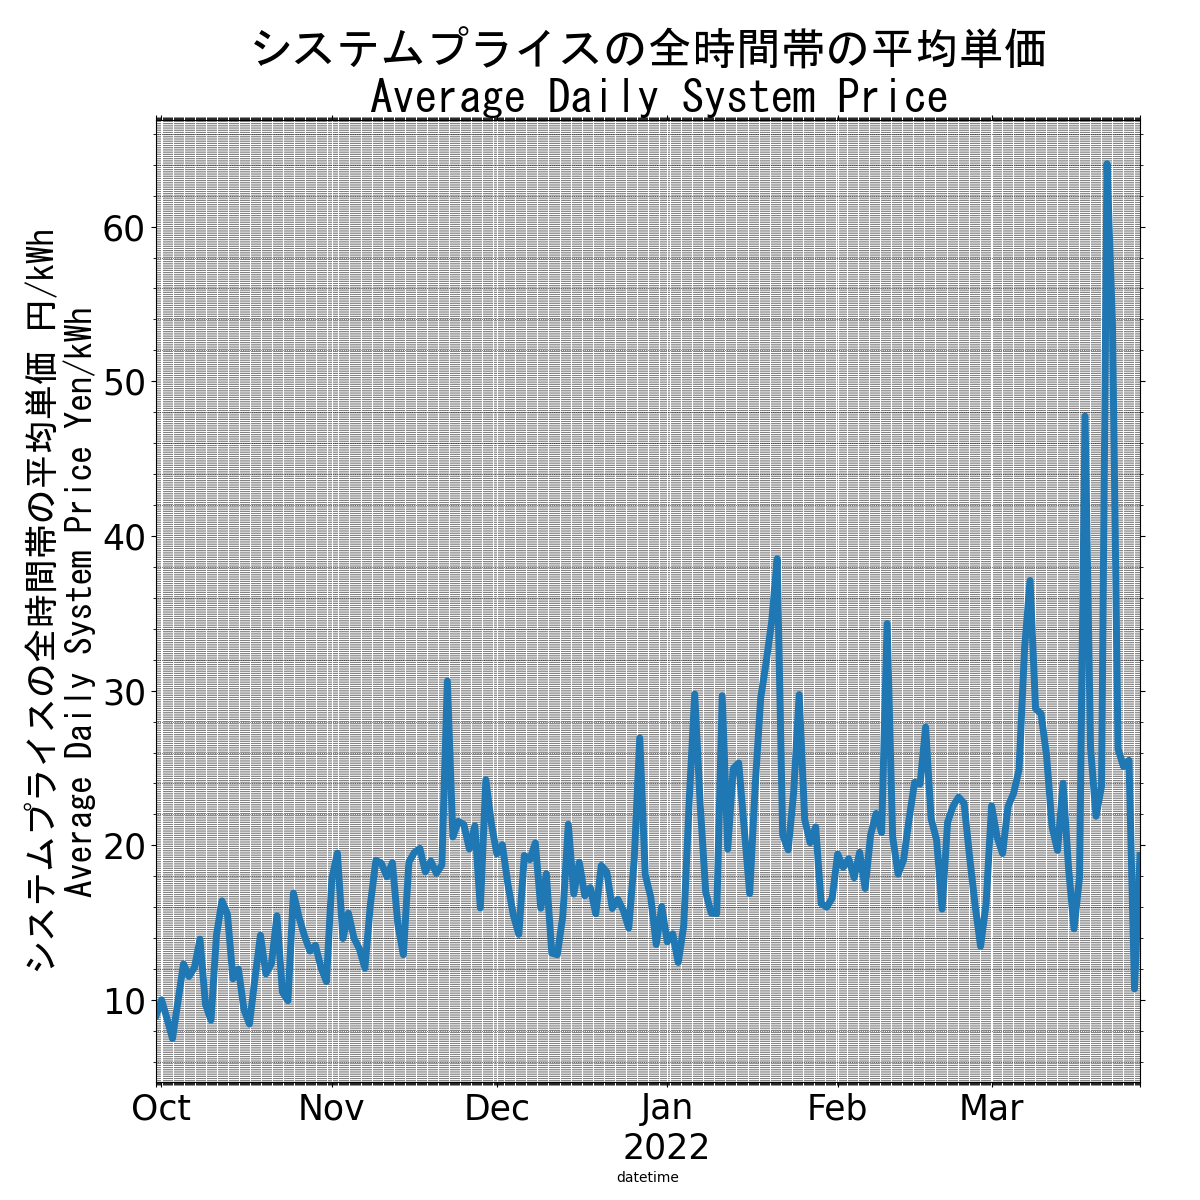 システムプライスの全時間帯の平均単価
Average Daily System Price
システムプライスの全時間帯の平均単価 円/kWh
Average Daily System Price Yen/kWh
60
50
40
30
20
10
Oct
Nov
Dec
Jan
2022
Feb
Mar
datetime